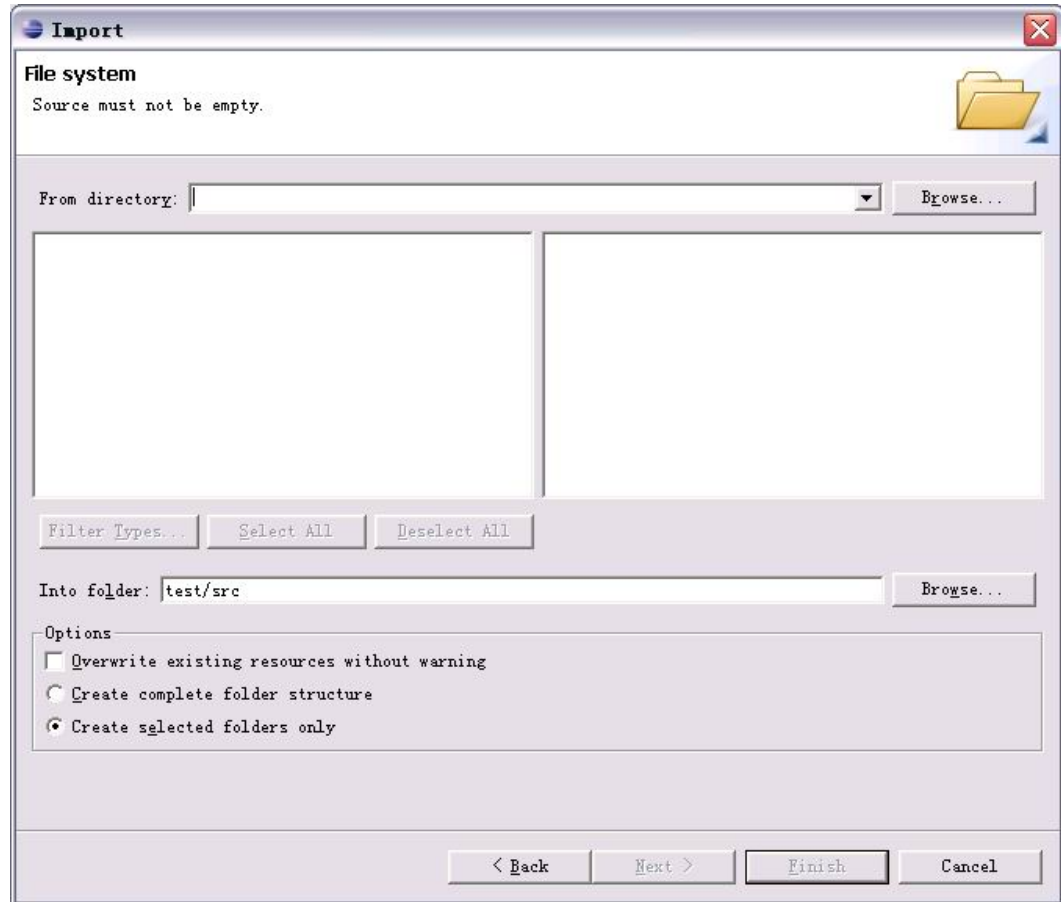 Import
File system
Source must not be empty.
From directory:
Browse...
Filter Types... Select All Deselect All
Into folder: test/src Browse...
Options
Overwrite existing resources without warning
Create complete folder structure
Create selected folders only
< Back Next > Finish Cancel